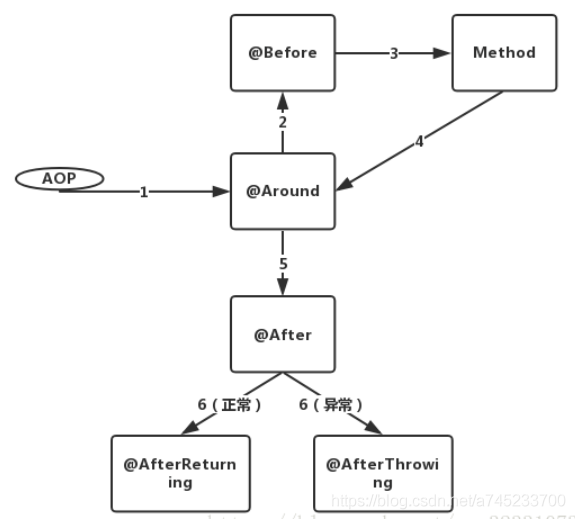 @Before
3
Method
2
4
AOP
1
@Around
5
@After
6（正常）
6（异常）
@AfterReturn
ing
@AfterThrowi
ng
https://blog.csdn.net/a745233700